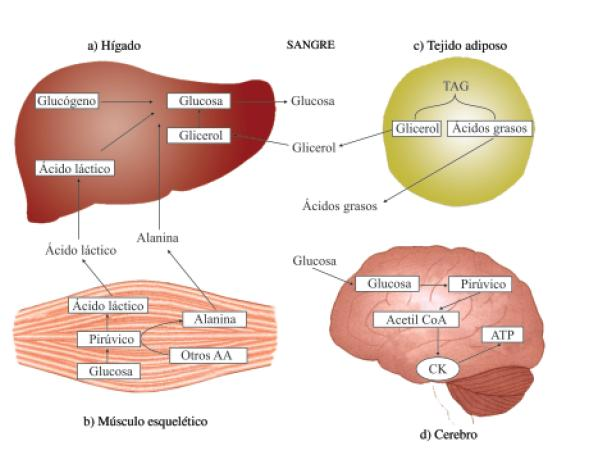 a) Hígado
SANGRE
c) Tejido adiposo
Glucógeno
Glucosa
Glucosa
Glicerol
Ácido láctico
TAG
Glicerol
Ácidos grasos
Glicerol
Ácidos grasos
Ácido láctico
Alanina
Ácido láctico
Alanina
Pirúvico
Otros AA
Glucosa
b) Músculo esquelético
Glucosa
Glucosa
Pirúvico
Acetil CoA
ATP
CK
d) Cerebro